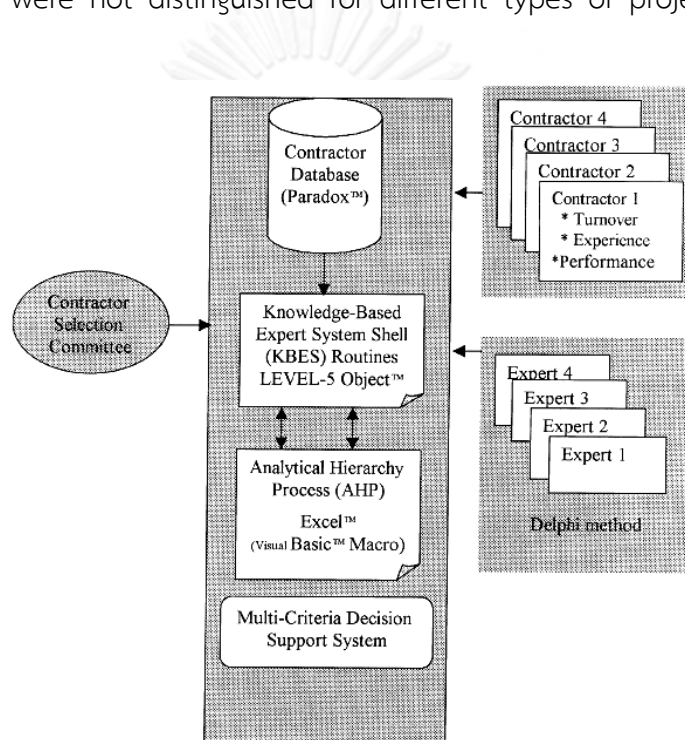 were not distinguished for different types of proje
Contractor
Database
(Paradox™)
Contractor 4
Contractor 3
Contractor 2
Contractor 1
* Turnover
* Experience
*Performance
Contractor
Selection
Committee
Knowledge-Based
Expert System Shell
(KBES) Routines
LEVEL-5 Object™
Expert 4
Expert 3
Expert 2
Expert 1
Delphi method
Analytical Hierarchy
Process (AHP)
Excel™
(Visual Basic™ Macro)
Multi-Criteria Decision
Support System